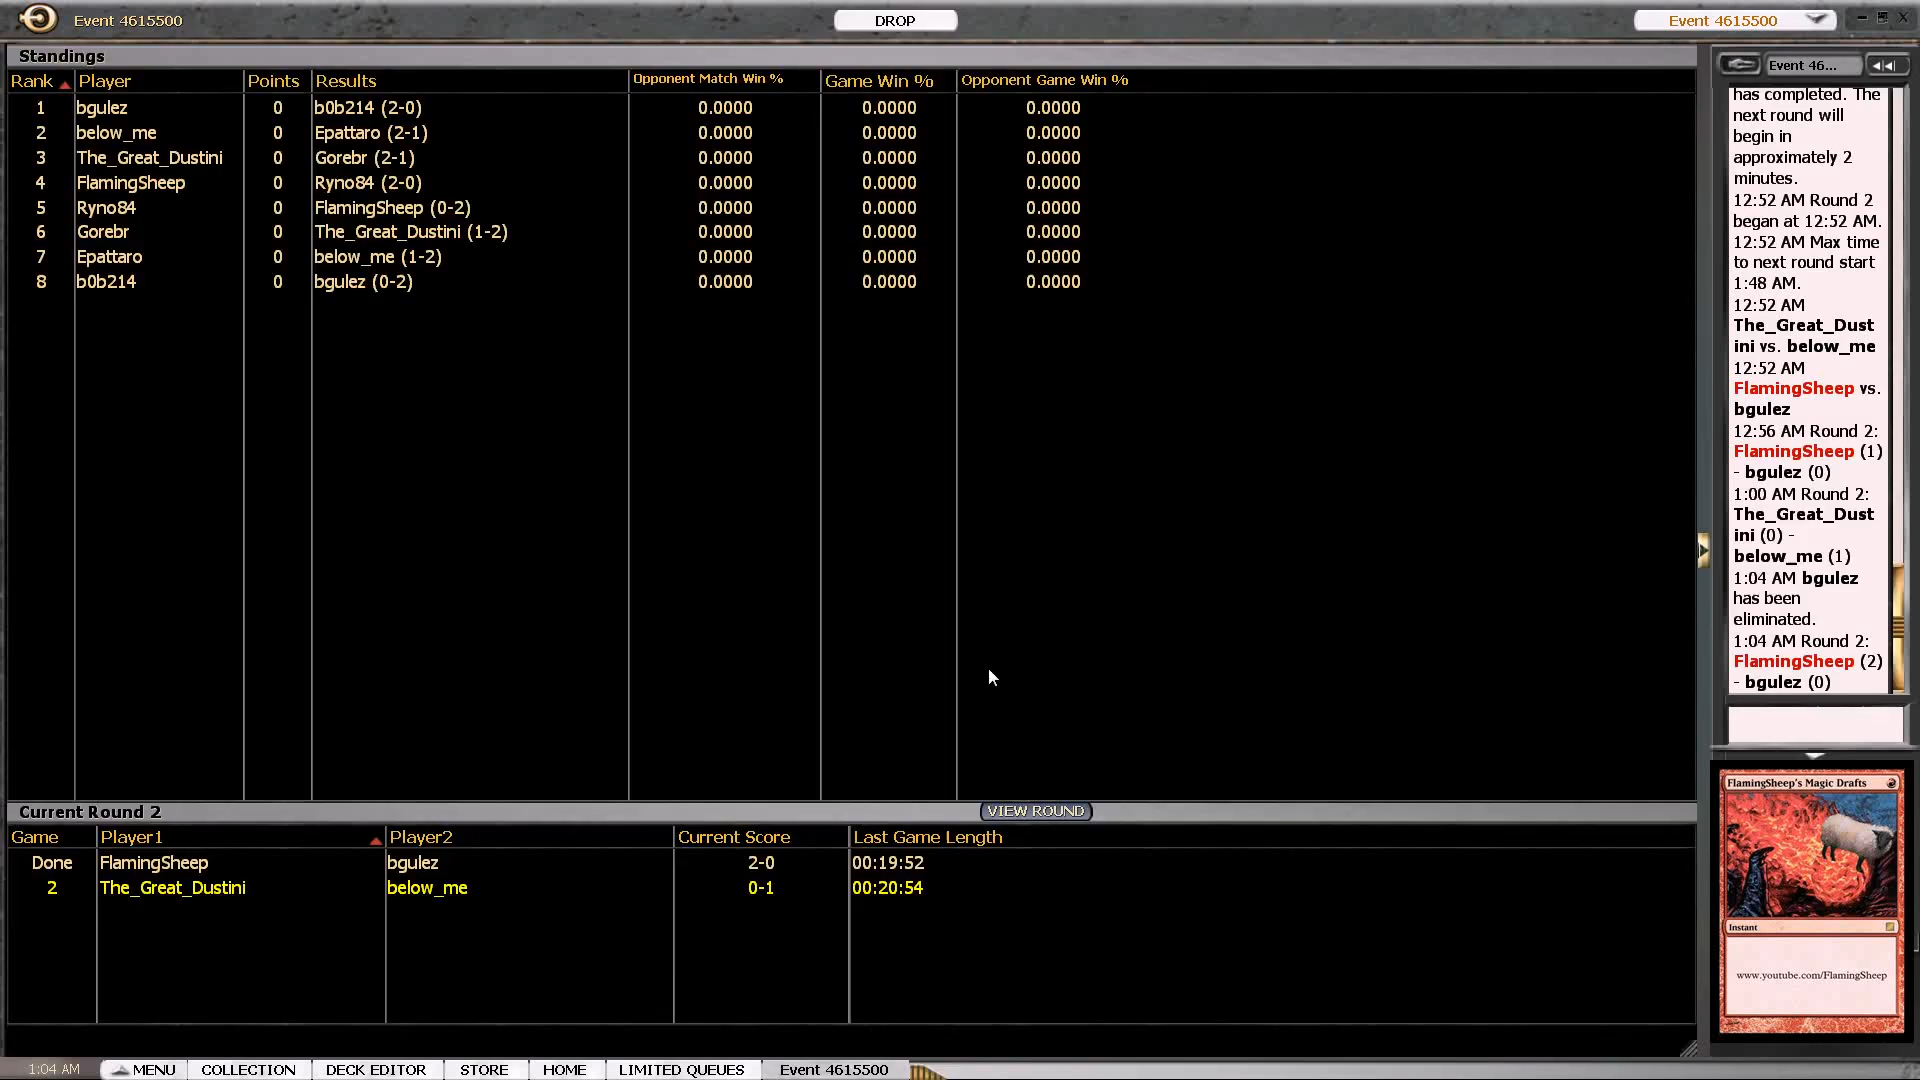 Event 4615500
DROP
Event 4615500
Standings
Rank Player Points Results Opponent Match Win % Game Win % Opponent Game Win %
1 bgulez 0 b0b214 (2-0) 0.0000 0.0000 0.0000
2 below_me 0 Epattaro (2-1) 0.0000 0.0000 0.0000
3 The_Great_Dustini 0 Gorebr (2-1) 0.0000 0.0000 0.0000
4 FlamingSheep 0 Ryno84 (2-0) 0.0000 0.0000 0.0000
5 Ryno84 0 FlamingSheep (0-2) 0.0000 0.0000 0.0000
6 Gorebr 0 The_Great_Dustini (1-2) 0.0000 0.0000 0.0000
7 Epattaro 0 below_me (1-2) 0.0000 0.0000 0.0000
8 b0b214 0 bgulez (0-2) 0.0000 0.0000 0.0000
Current Round 2
VIEW ROUND
Game Player1 Player2 Current Score Last Game Length
Done FlamingSheep bgulez 2-0 00:19:52
2 The_Great_Dustini below_me 0-1 00:20:54
Event 46...
has completed. The
next round will
begin in
approximately 2
minutes.
12:52 AM Round 2
began at 12:52 AM.
12:52 AM Max time
to next round start
1:48 AM.
12:52 AM
The_Great_Dust
ini vs. below_me
12:52 AM
FlamingSheep vs.
bgulez
12:56 AM Round 2:
FlamingSheep (1)
- bgulez (0)
1:00 AM Round 2:
The_Great_Dust
ini (0) -
below_me (1)
1:04 AM bgulez
has been
eliminated.
1:04 AM Round 2:
FlamingSheep (2)
- bgulez (0)
FlamingSheep's Magic Drafts
Instant
www.youtube.com/FlamingSheep
1:04 AM MENU COLLECTION DECK EDITOR STORE HOME LIMITED QUEUES Event 4615500